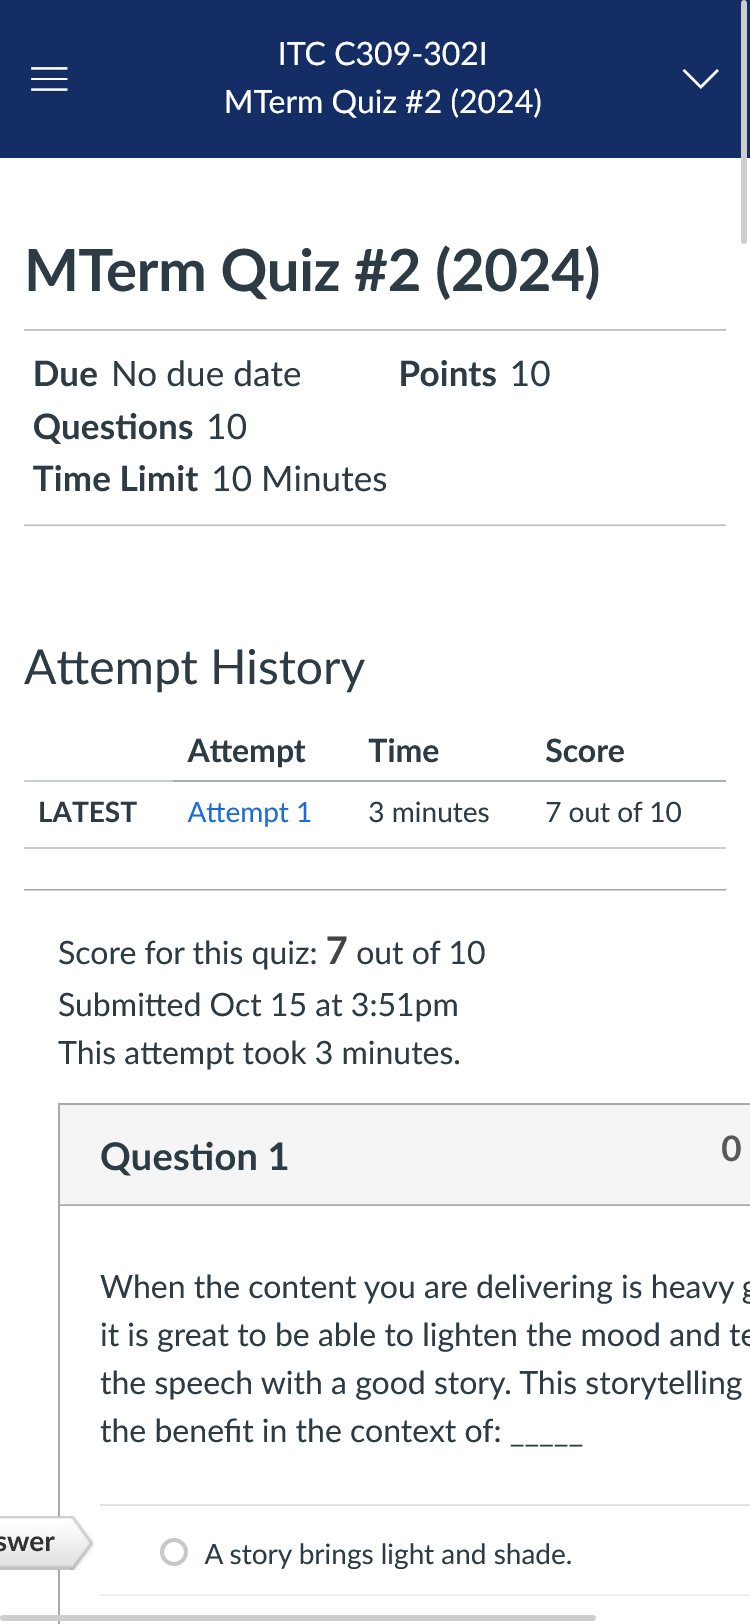 ITC C309-302I
MTerm Quiz #2 (2024)
MTerm Quiz #2 (2024)
Due No due date Points 10
Questions 10
Time Limit 10 Minutes
Attempt History
Attempt Time Score
LATEST Attempt 1 3 minutes 7 out of 10
Score for this quiz: 7 out of 10
Submitted Oct 15 at 3:51pm
This attempt took 3 minutes.
Question 1 0
When the content you are delivering is heavy
it is great to be able to lighten the mood and
the speech with a good story. This storytelling
the benefit in the context of: _____
swer
A story brings light and shade.